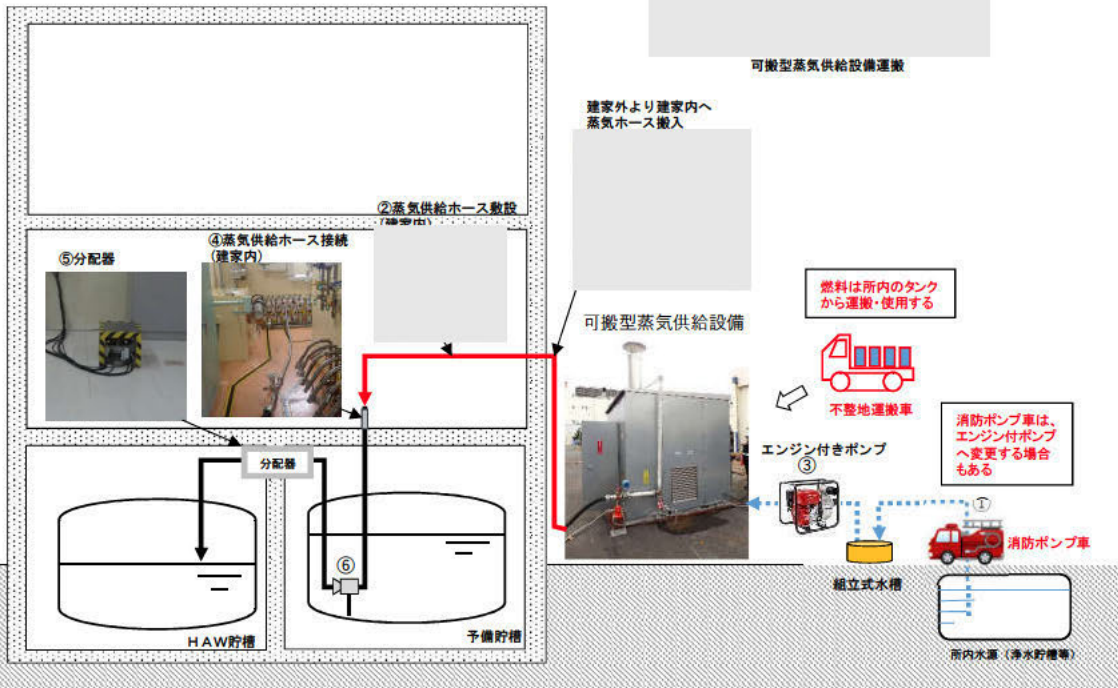 可搬型蒸気供給設備運搬
建家外より建家内へ
蒸気ホース搬入
②蒸気供給ホース敷設
(建家内)
④蒸気供給ホース接続
(建家内)
⑤分配器
可搬型蒸気供給設備
燃料は所内のタンク
から運搬・使用する
不整地運搬車
消防ポンプ車は、
エンジン付ポンプ
へ変更する場合
もある
エンジン付きポンプ
③
①
消防ポンプ車
組立式水槽
分配器
⑥
HAW貯槽
予備貯槽
所内水源（浄水貯槽等）